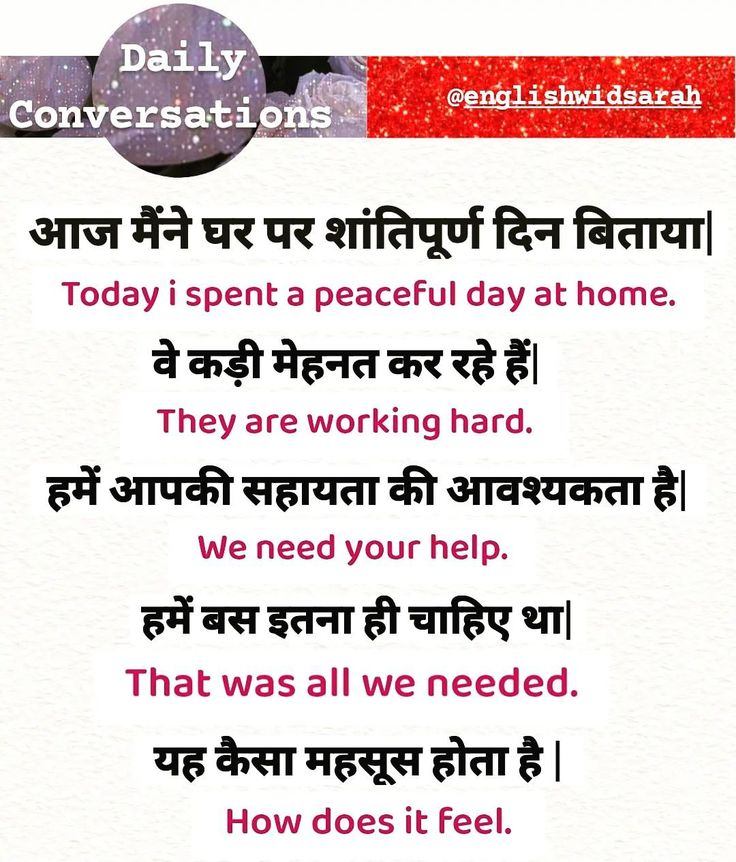 Daily
Conversations
@englishwidsarah
आज मैंने घर पर शांतिपूर्ण दिन बिताया|
Today i spent a peaceful day at home.
वे कड़ी मेहनत कर रहे हैं|
They are working hard.
हमें आपकी सहायता की आवश्यकता है|
We need your help.
हमें बस इतना ही चाहिए था|
That was all we needed.
यह कैसा महसूस होता है |
How does it feel.